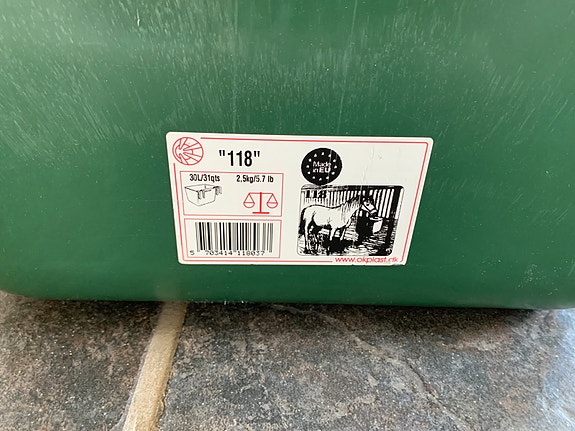 "118"
Made
in EU
30L/31qts
2,5kg/5.7 lb
5 703414 118037
www.okplast.dk